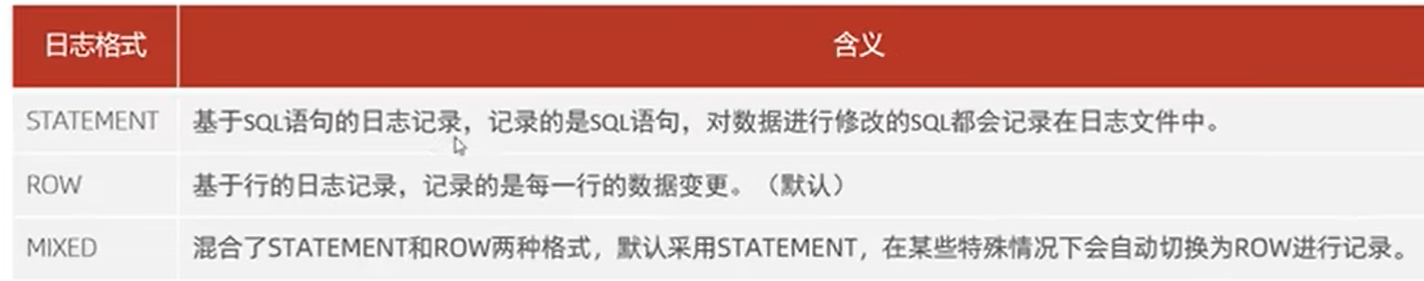 日志格式 含义
STATEMENT 基于SQL语句的日志记录，记录的是SQL语句，对数据进行修改的SQL都会记录在日志文件中。
ROW 基于行的日志记录，记录的是每一行的数据变更。（默认）
MIXED 混合了STATEMENT和ROW两种格式，默认采用STATEMENT，在某些特殊情况下会自动切换为ROW进行记录。